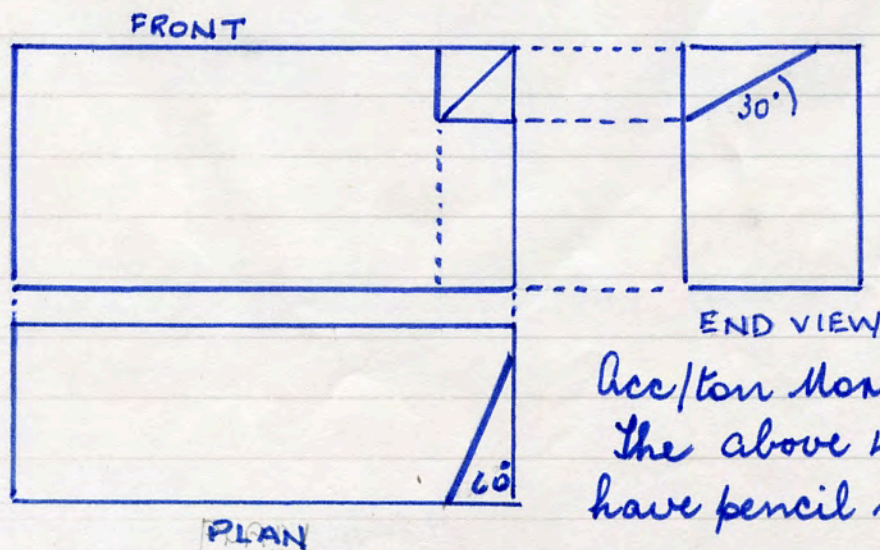 FRONT
30°
END VIEW
60°
PLAN
Acc/ton
The above
have pencil